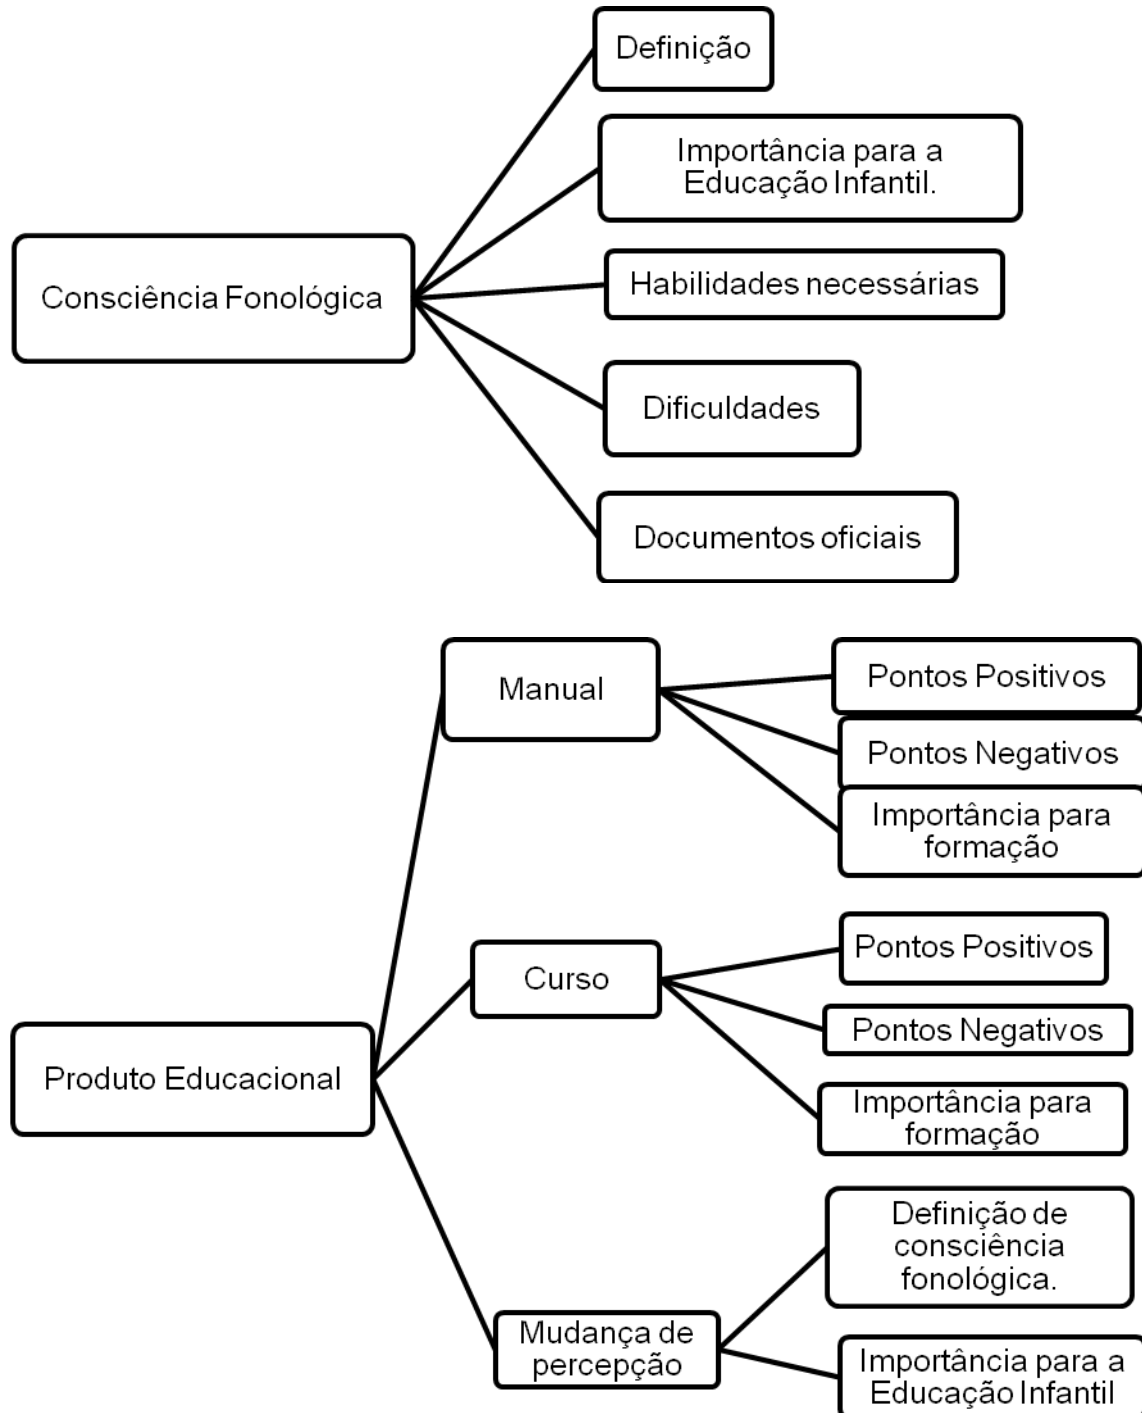 Definição
Importância para a
Educação Infantil.
Consciência Fonológica
Habilidades necessárias
Dificuldades
Documentos oficiais
Manual
Pontos Positivos
Pontos Negativos
Importância para
formação
Curso
Pontos Positivos
Pontos Negativos
Importância para
formação
Produto Educacional
Mudança de
percepção
Definição de
consciência
fonológica.
Importância para a
Educação Infantil